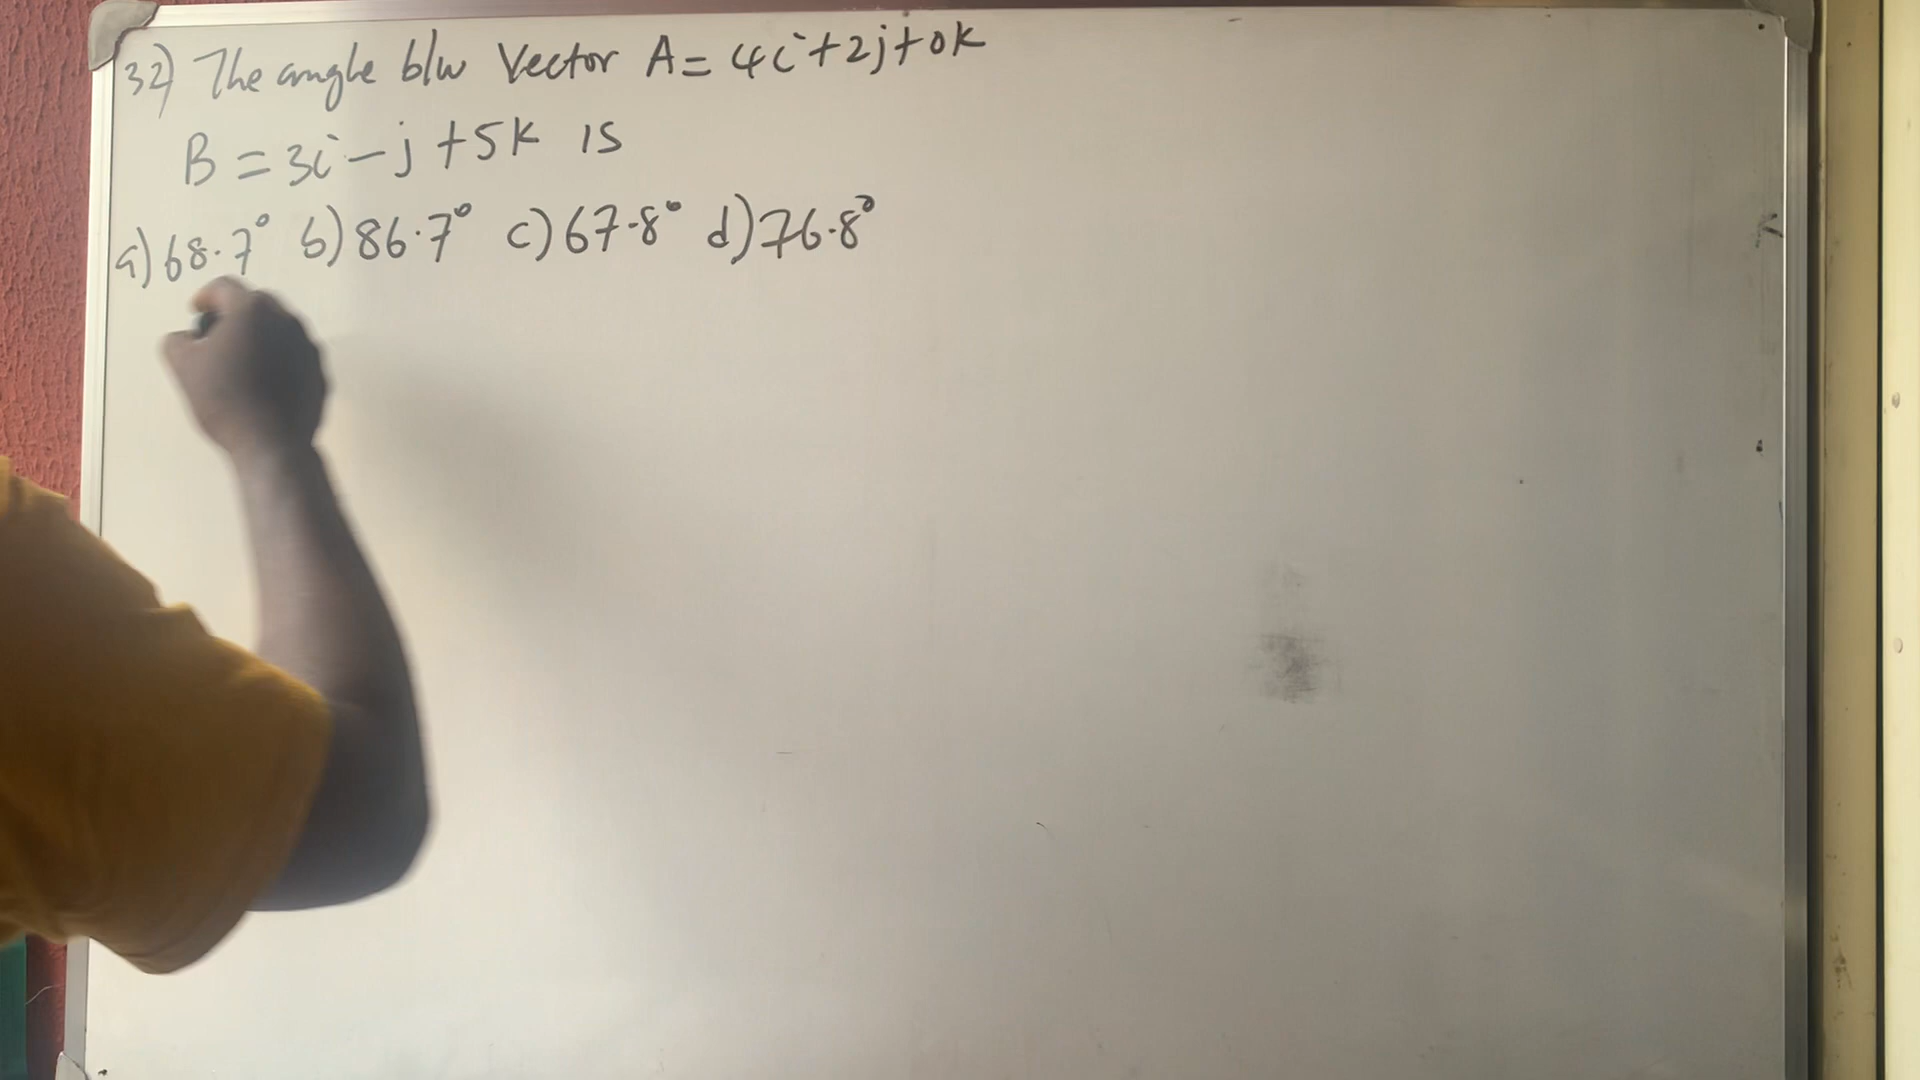 32) The angle b/w Vector A = 4i + 2j + 0k
B = 3i - j + 5k is
a) 68.7° b) 86.7° c) 67.8° d) 76.8°